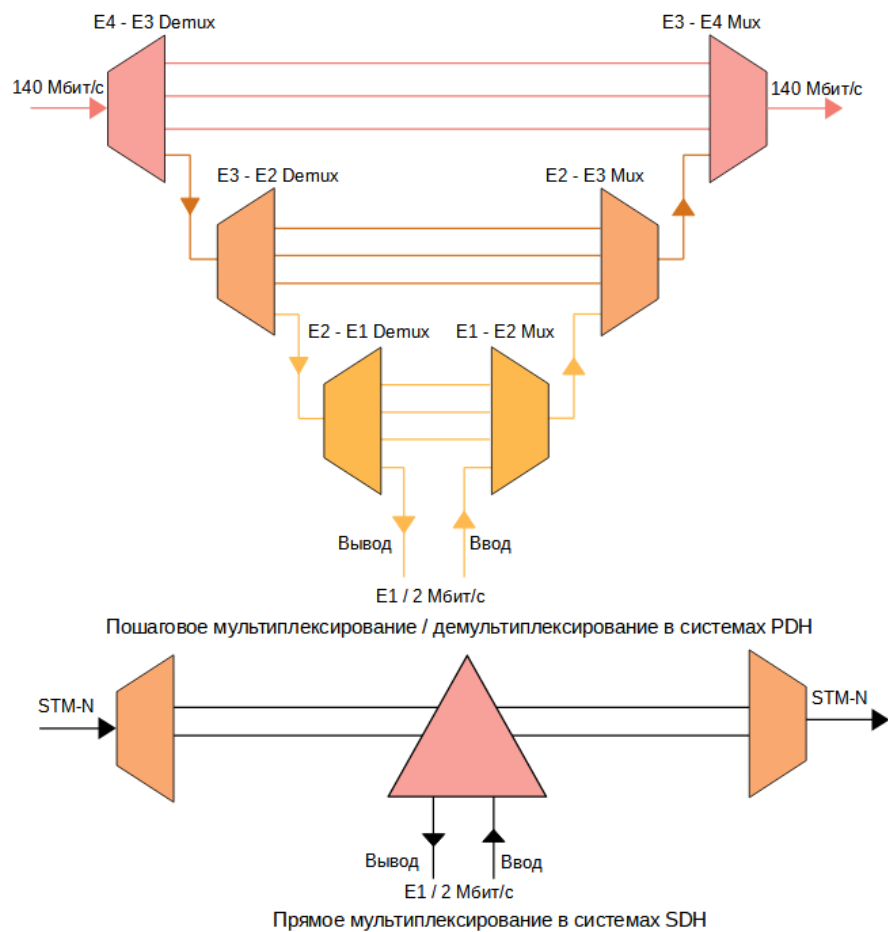 E4 - E3 Demux
E3 - E4 Mux
140 Мбит/с
140 Мбит/с
E3 - E2 Demux
E2 - E3 Mux
E2 - E1 Demux
E1 - E2 Mux
Вывод
Ввод
E1 / 2 Мбит/с
Пошаговое мультиплексирование / демультиплексирование в системах PDH
STM-N
STM-N
Вывод
Ввод
E1 / 2 Мбит/с
Прямое мультиплексирование в системах SDH